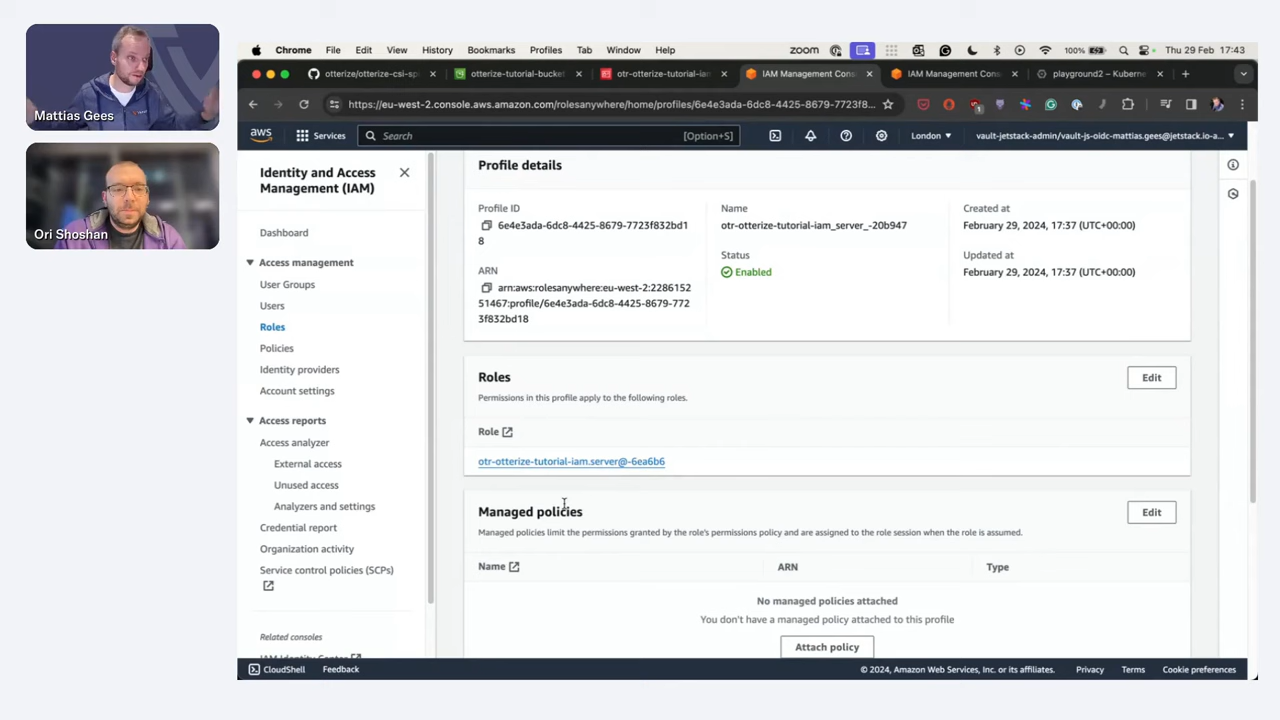 Mattias Gees
Ori Shoshan
Chrome File Edit View History Bookmarks Profiles Tab Window Help
zoom 100% Thu 29 Feb 17:43
otterize/otterize-csi-sp
otterize-tutorial-bucket
otr-otterize-tutorial-ia
IAM Management Cons
IAM Management Cons
playground2 – Kuberne
https://eu-west-2.console.aws.amazon.com/rolesanywhere/home/profiles/6e4e3ada-6dc8-4425-8679-7723f8...
aws
Services
Search
[Option+S]
London
vault-jetstack-admin/vault-js-oidc-mattias.gees@jetstack.io-a...
Identity and Access
Management (IAM)
Dashboard
Access management
User Groups
Users
Roles
Policies
Identity providers
Account settings
Access reports
Access analyzer
External access
Unused access
Analyzers and settings
Credential report
Organization activity
Service control policies (SCPs)
Related consoles
IAM Identity Center
Profile details
Profile ID
6e4e3ada-6dc8-4425-8679-7723f832bd1
8
ARN
arn:aws:rolesanywhere:eu-west-2:2286152
51467:profile/6e4e3ada-6dc8-4425-8679-772
3f832bd18
Name
otr-otterize-tutorial-iam_server_-20b947
Status
Enabled
Created at
February 29, 2024, 17:37 (UTC+00:00)
Updated at
February 29, 2024, 17:37 (UTC+00:00)
Roles
Edit
Permissions in this profile apply to the following roles.
Role
otr-otterize-tutorial-iam.server@-6ea6b6
Managed policies
Edit
Managed policies limit the permissions granted by the role's permissions policy and are assigned to the role session when the role is assumed.
Name ARN Type
No managed policies attached
You don't have a managed policy attached to this profile
Attach policy
CloudShell Feedback
© 2024, Amazon Web Services, Inc. or its affiliates. Privacy Terms Cookie preferences